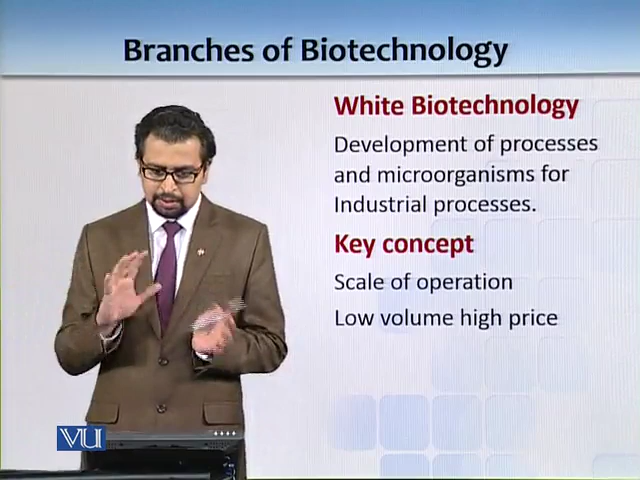 Branches of Biotechnology
White Biotechnology
Development of processes
and microorganisms for
Industrial processes.
Key concept
Scale of operation
Low volume high price
VU